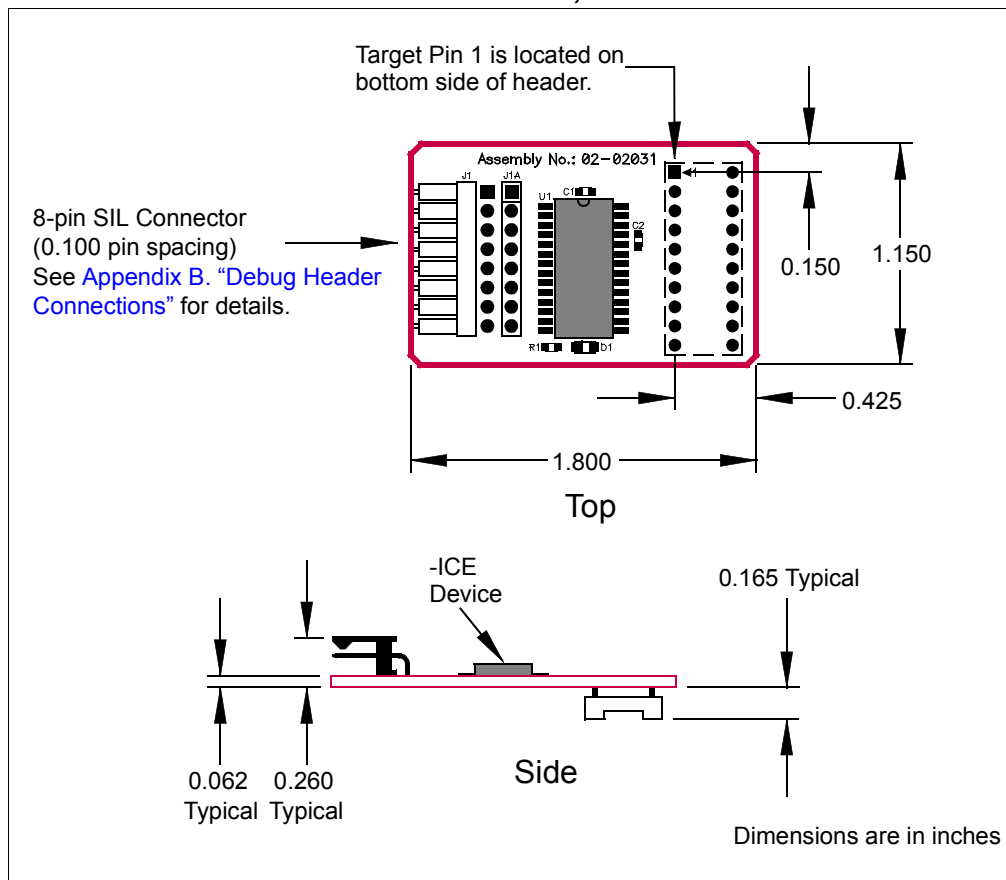 Target Pin 1 is located on
bottom side of header.
Assembly No.: 02-02031
J1
J1A
U1
C1
C2
1
R1
D1
8-pin SIL Connector
(0.100 pin spacing)
See Appendix B. “Debug Header
Connections” for details.
0.150
1.150
0.425
1.800
Top
-ICE
Device
0.165 Typical
0.062
Typical
0.260
Typical
Side
Dimensions are in inches